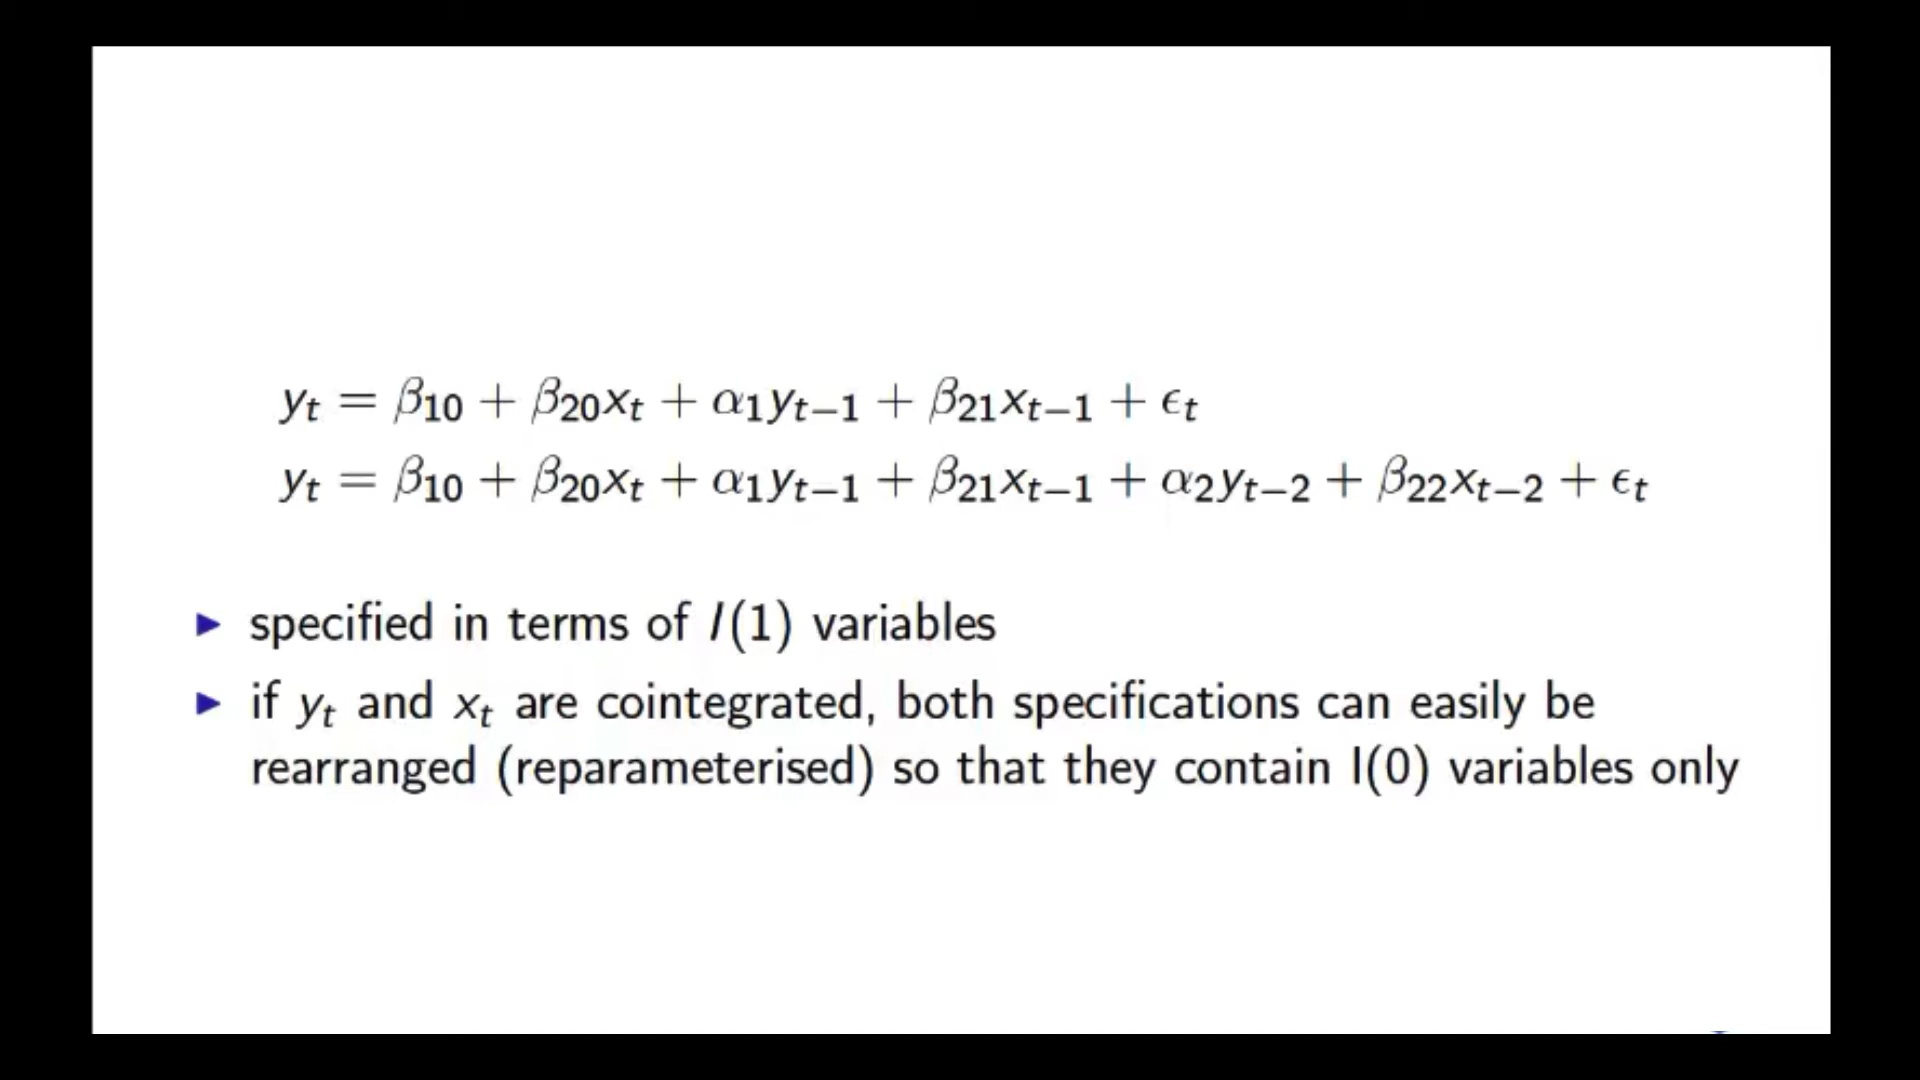 yₜ = β₁₀ + β₂₀xₜ + α₁yₜ₋₁ + β₂₁xₜ₋₁ + ϵₜ
yₜ = β₁₀ + β₂₀xₜ + α₁yₜ₋₁ + β₂₁xₜ₋₁ + α₂yₜ₋₂ + β₂₂xₜ₋₂ + ϵₜ
▶ specified in terms of I(1) variables
▶ if yₜ and xₜ are cointegrated, both specifications can easily be
rearranged (reparameterised) so that they contain I(0) variables only